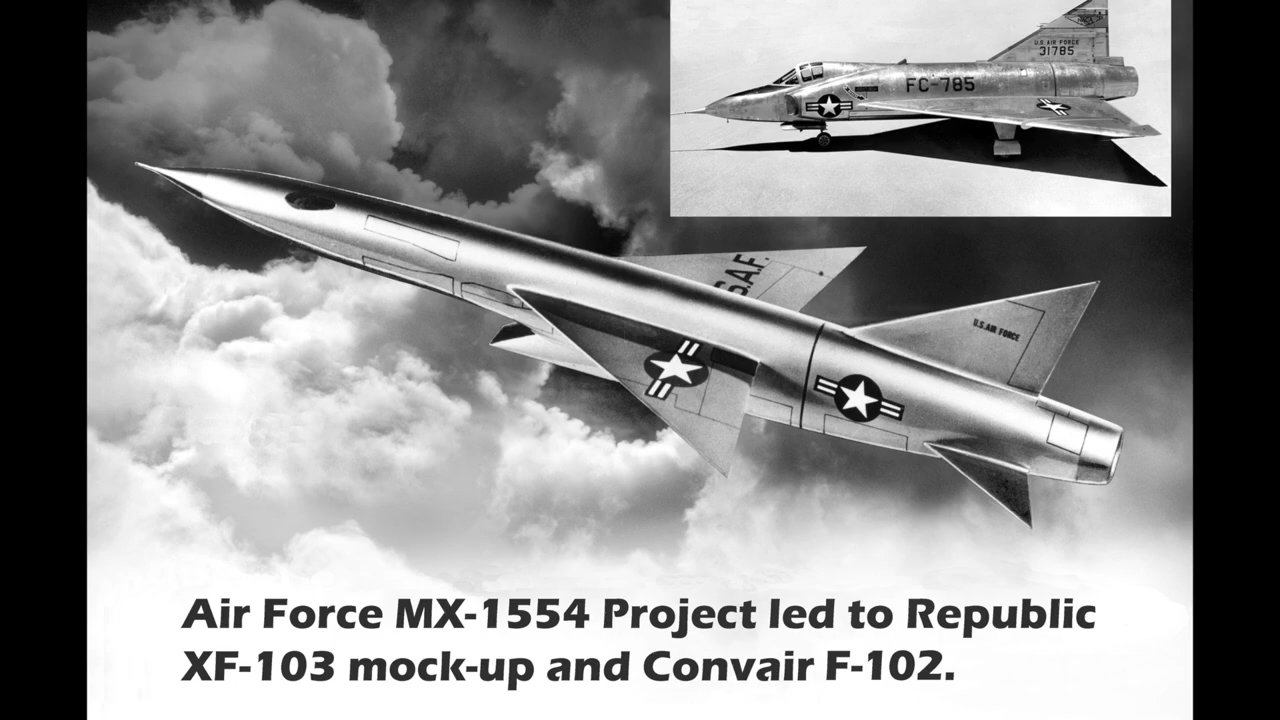 U.S. AIR FORCE
31785
FC-785
S.A.F.
U.S. AIR FORCE
Air Force MX-1554 Project led to Republic
XF-103 mock-up and Convair F-102.